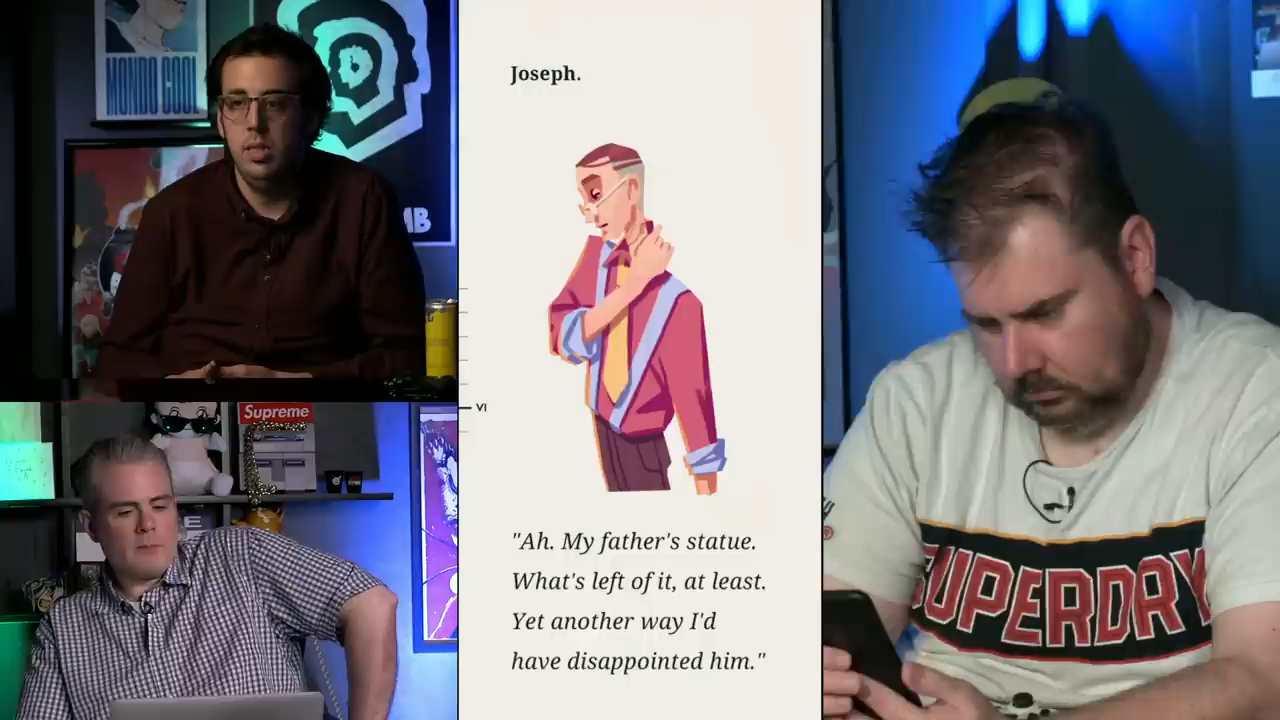 MONDO COOL
MB
Supreme
Joseph.
VI
"Ah. My father's statue.
What's left of it, at least.
Yet another way I'd
have disappointed him."
SUPERDRY